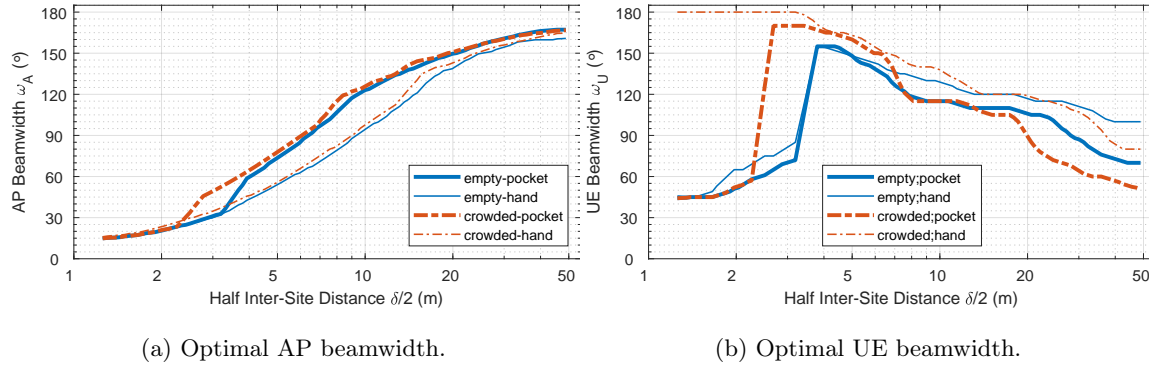 AP Beamwidth ω_A (º)
180
150
120
90
60
30
0
empty-pocket
empty-hand
crowded-pocket
crowded-hand
1 2 5 10 20 50
Half Inter-Site Distance δ/2 (m)
(a) Optimal AP beamwidth.
UE Beamwidth ω_U (º)
180
150
120
90
60
30
0
empty;pocket
empty;hand
crowded;pocket
crowded;hand
1 2 5 10 20 50
Half Inter-Site Distance δ/2 (m)
(b) Optimal UE beamwidth.